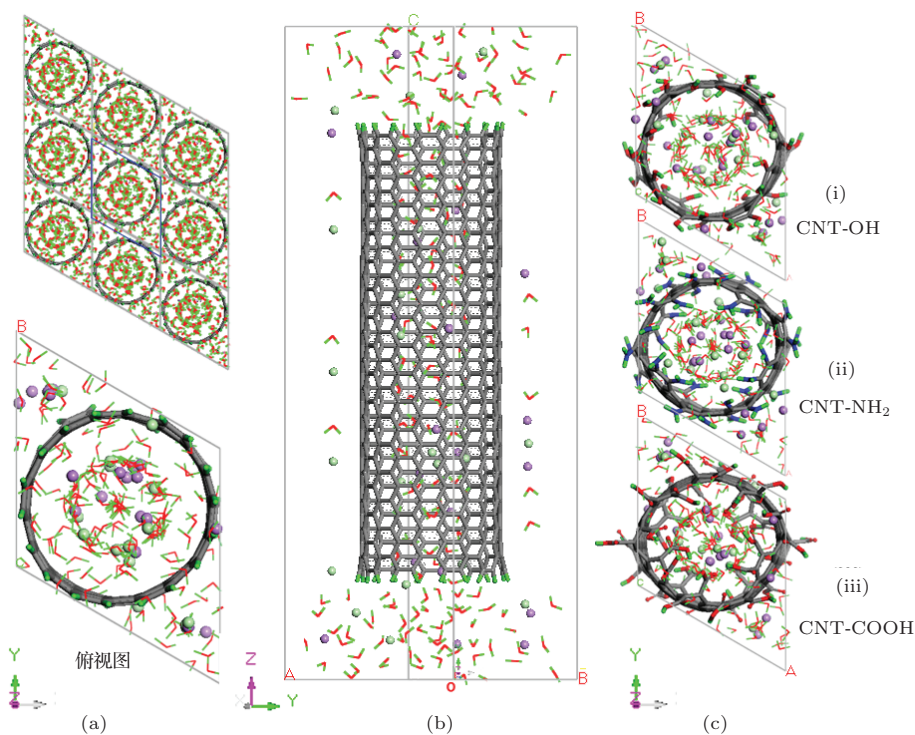 B
俯视图
Y
Z
(a)
C
A
O
B
Z
X
Y
(b)
B
(i)
CNT-OH
B
(ii)
CNT-NH₂
B
(iii)
CNT-COOH
A
Y
(c)